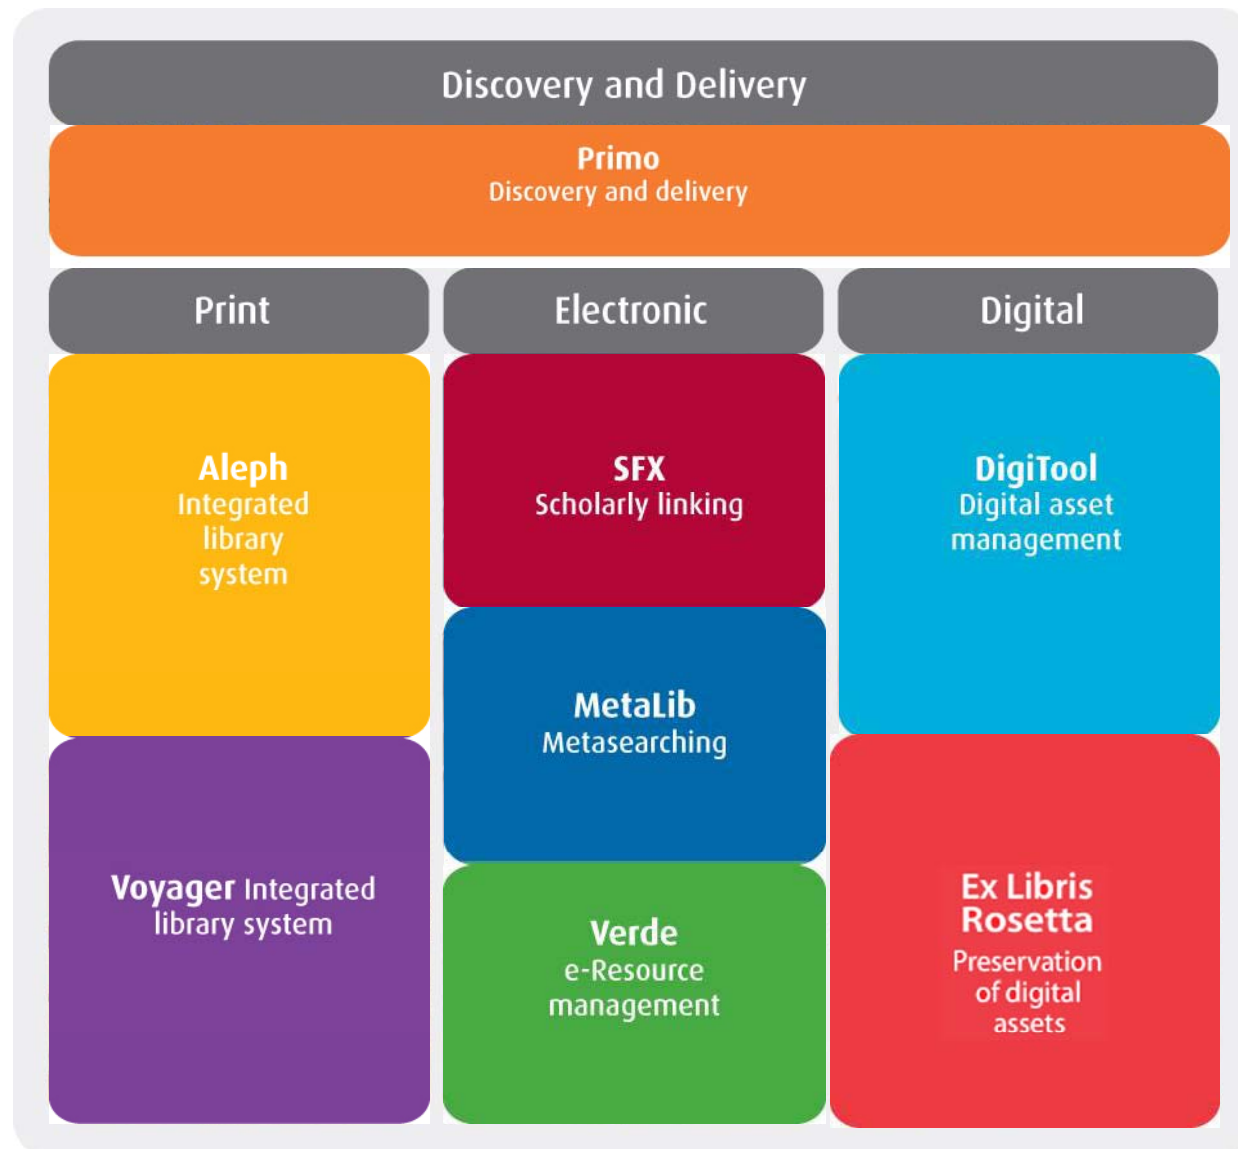 Discovery and Delivery
Primo
Discovery and delivery
Print
Electronic
Digital
Aleph
Integrated
library
system
SFX
Scholarly linking
DigiTool
Digital asset
management
MetaLib
Metasearching
Voyager Integrated
library system
Verde
e-Resource
management
Ex Libris
Rosetta
Preservation
of digital
assets